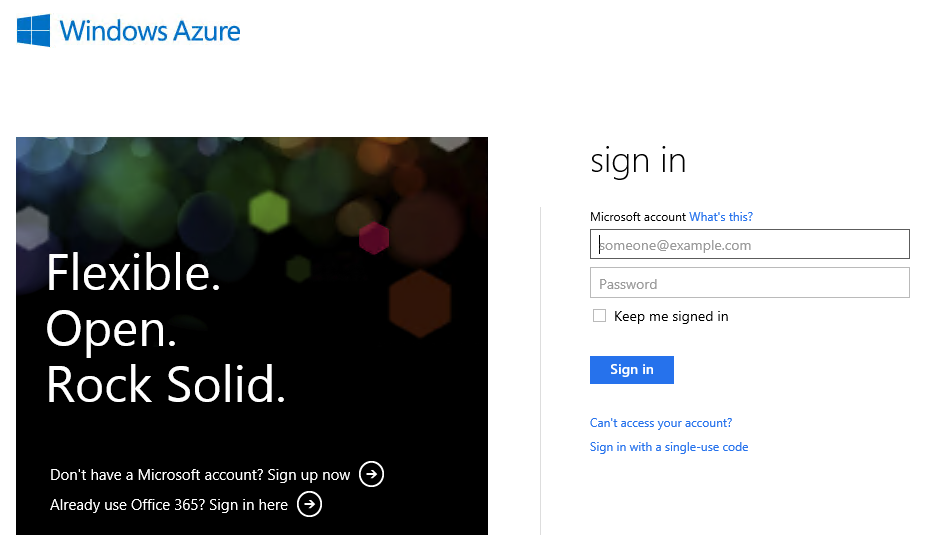 Windows Azure
Flexible.
Open.
Rock Solid.
Don't have a Microsoft account? Sign up now
Already use Office 365? Sign in here
sign in
Microsoft account What's this?
someone@example.com
Password
Keep me signed in
Sign in
Can't access your account?
Sign in with a single-use code